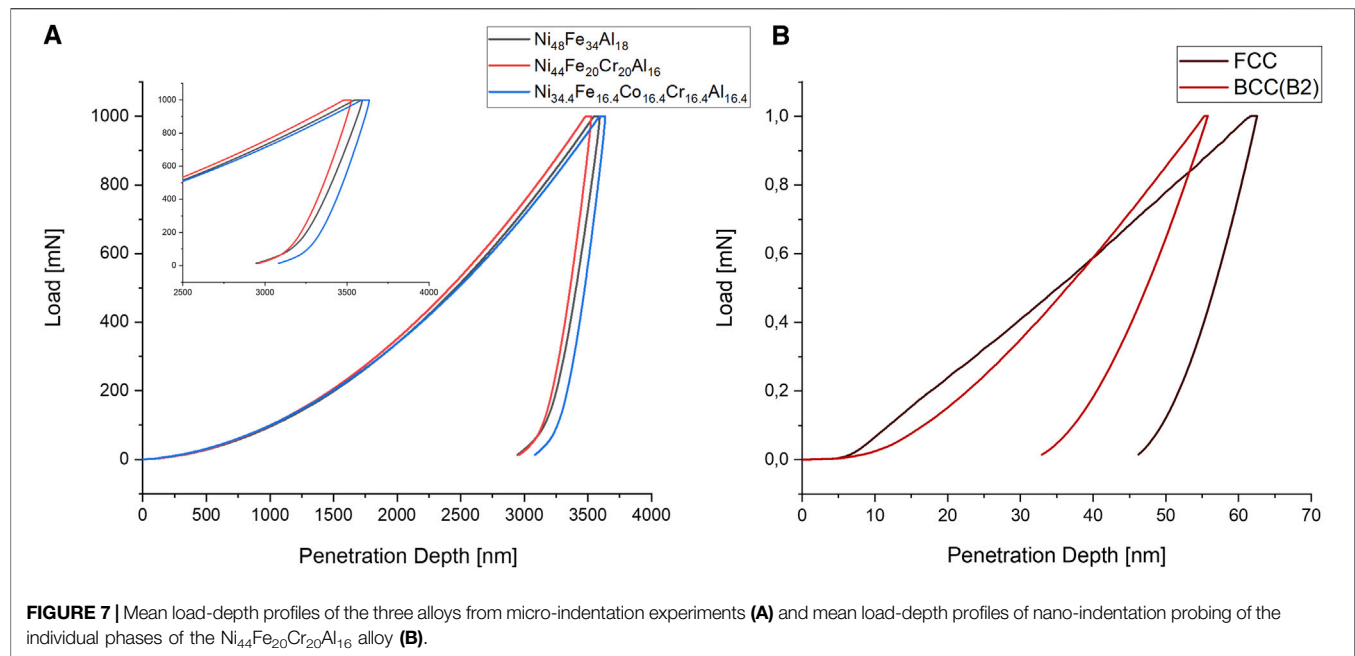 A
Ni48Fe34Al18
Ni44Fe20Cr20Al16
Ni34.4Fe16.4Co16.4Cr16.4Al16.4
1000
800
600
400
200
0
2500 3000 3500 4000
1000
800
600
400
200
0
Load [mN]
0 500 1000 1500 2000 2500 3000 3500 4000
Penetration Depth [nm]
B
FCC
BCC(B2)
1,0
0,8
0,6
0,4
0,2
0,0
Load [mN]
0 10 20 30 40 50 60 70
Penetration Depth [nm]
FIGURE 7 | Mean load-depth profiles of the three alloys from micro-indentation experiments (A) and mean load-depth profiles of nano-indentation probing of the
individual phases of the Ni44Fe20Cr20Al16 alloy (B).